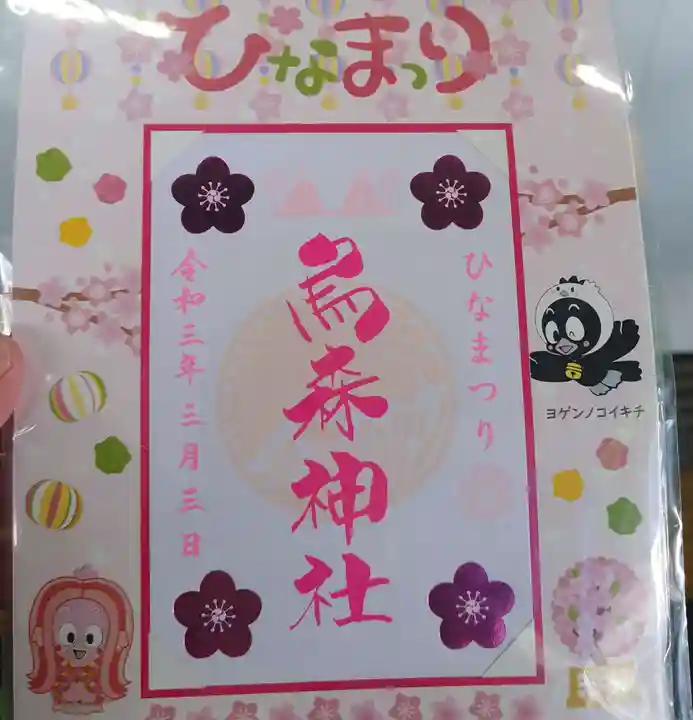 ひなまつり
ひなまつり
烏森神社
令和三年三月三日
ヨゲンノコイキチ